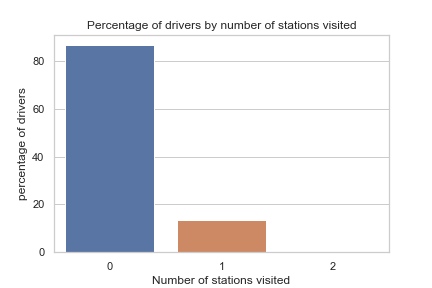 Percentage of drivers by number of stations visited
percentage of drivers
80
60
40
20
0
0 1 2
Number of stations visited